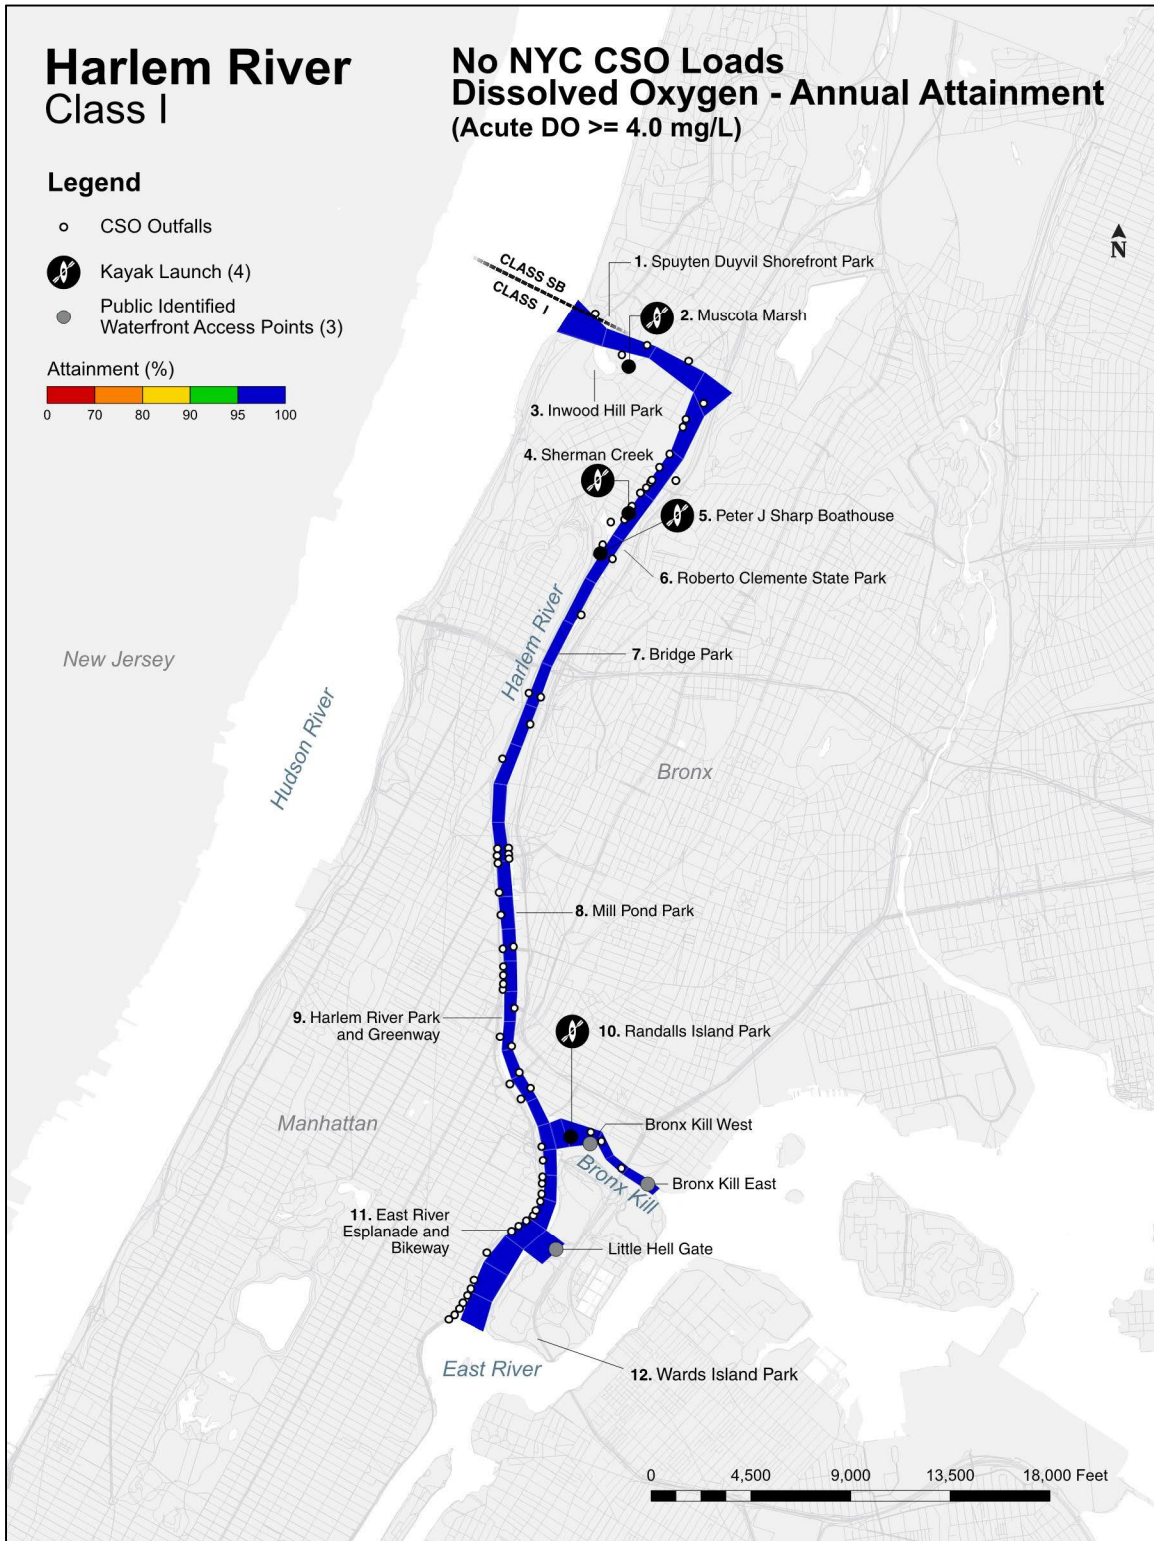 Harlem River
Class I
No NYC CSO Loads
Dissolved Oxygen - Annual Attainment
(Acute DO >= 4.0 mg/L)
Legend
CSO Outfalls
Kayak Launch (4)
Public Identified
Waterfront Access Points (3)
Attainment (%)
0 70 80 90 95 100
N
CLASS SB
CLASS I
1. Spuyten Duyvil Shorefront Park
2. Muscota Marsh
3. Inwood Hill Park
4. Sherman Creek
5. Peter J Sharp Boathouse
6. Roberto Clemente State Park
Harlem River
7. Bridge Park
New Jersey
Hudson River
Bronx
8. Mill Pond Park
9. Harlem River Park
and Greenway
10. Randalls Island Park
Manhattan
Bronx Kill West
Bronx Kill
Bronx Kill East
11. East River
Esplanade and
Bikeway
Little Hell Gate
East River
12. Wards Island Park
0 4,500 9,000 13,500 18,000 Feet